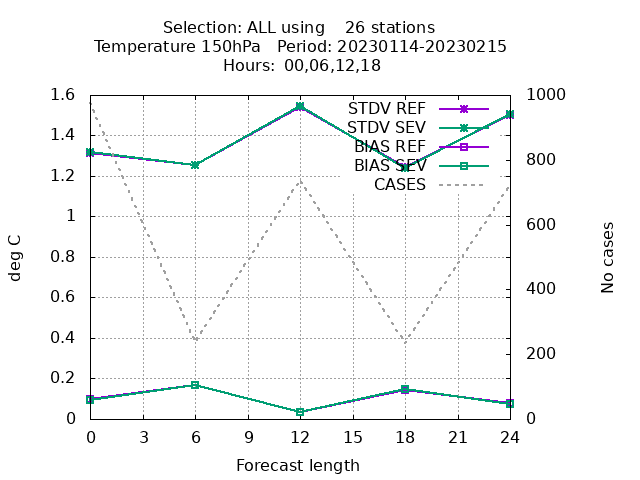 Selection: ALL using    26 stations
Temperature 150hPa   Period: 20230114-20230215
Hours: 00,06,12,18
STDV REF
STDV SEV
BIAS REF
BIAS SEV
CASES
deg C
1.6
1.4
1.2
1
0.8
0.6
0.4
0.2
0
1000
800
600
400
200
0
No cases
0 3 6 9 12 15 18 21 24
Forecast length